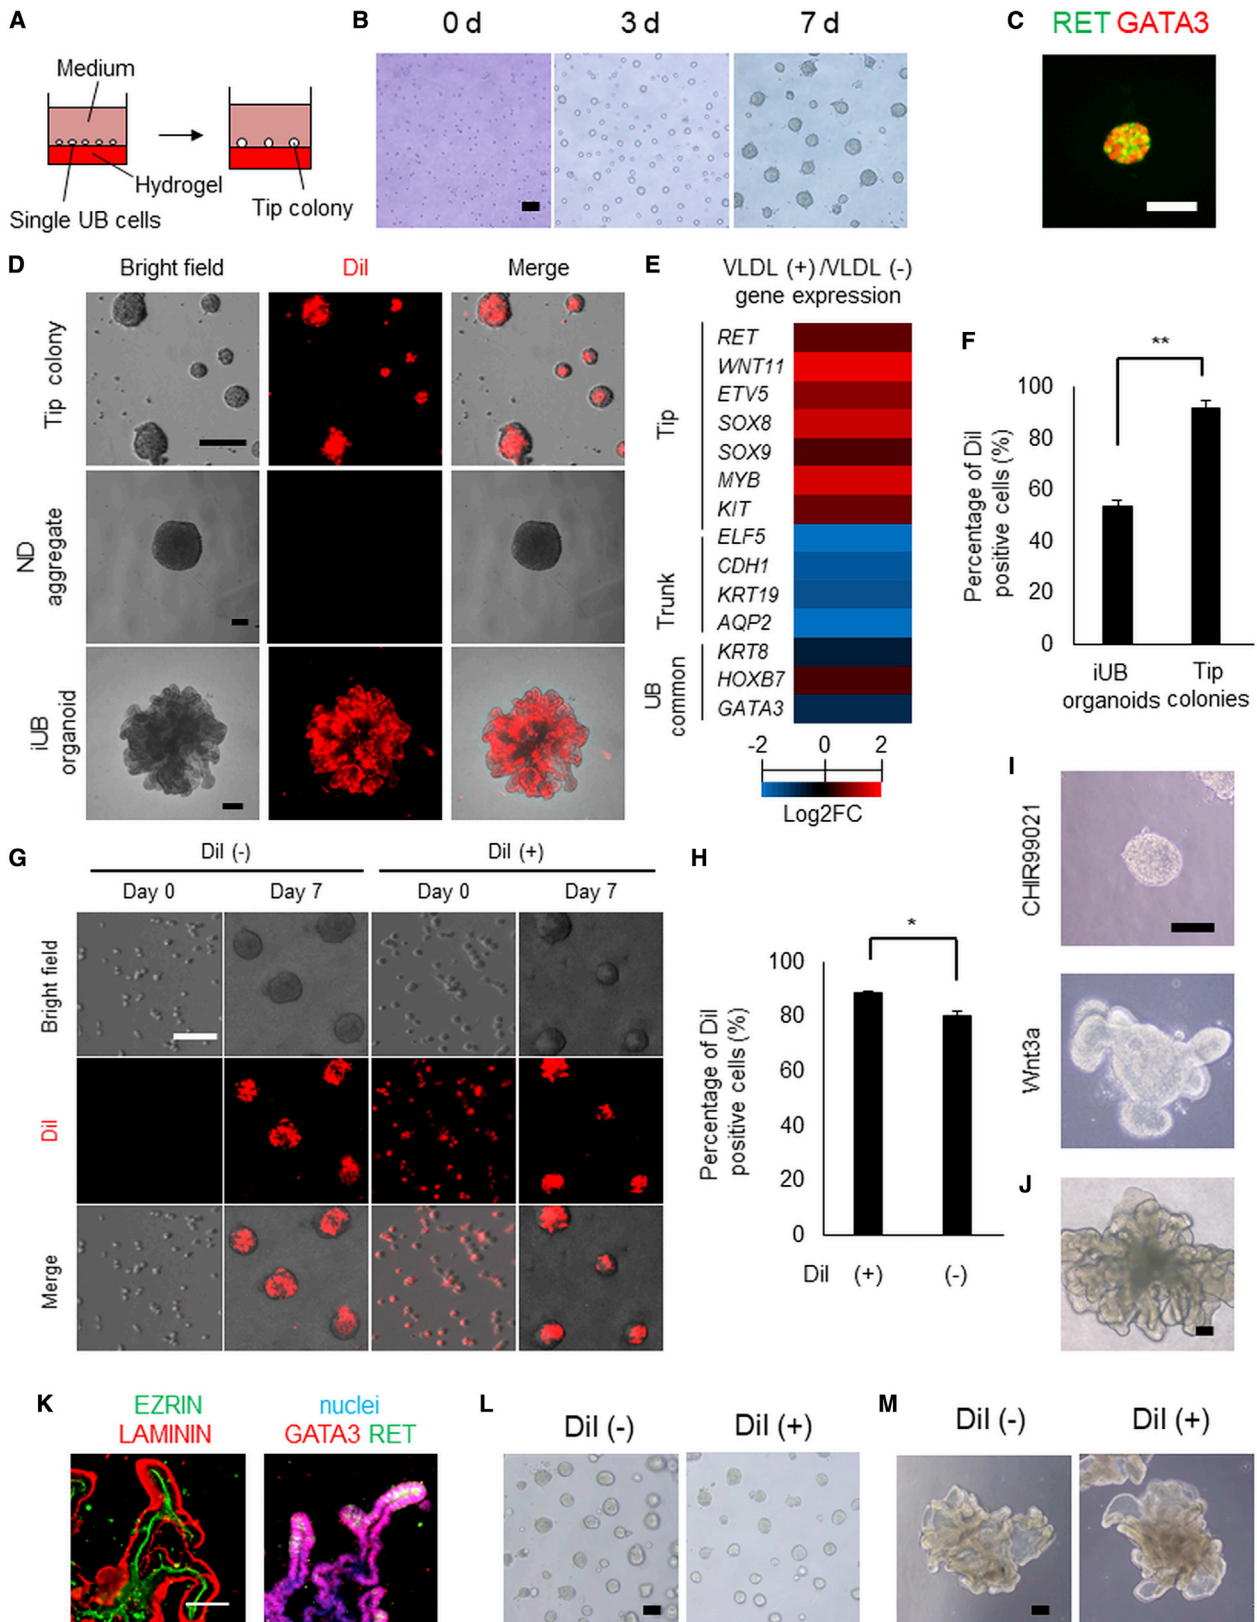 A
Medium
Hydrogel
Single UB cells
Tip colony
B
0 d
3 d
7 d
C
RET GATA3
D
Bright field
DiI
Merge
Tip colony
ND
aggregate
iUB
organoid
E
VLDL (+) /VLDL (-)
gene expression
Tip
RET
WNT11
ETV5
SOX8
SOX9
MYB
KIT
Trunk
ELF5
CDH1
KRT19
AQP2
UB
common
KRT8
HOXB7
GATA3
-2
0
2
Log2FC
F
**
Percentage of DiI
positive cells (%)
100
80
60
40
20
0
iUB
organoids
Tip
colonies
G
DiI (-)
DiI (+)
Day 0
Day 7
Day 0
Day 7
Bright field
DiI
Merge
H
*
Percentage of DiI
positive cells (%)
100
80
60
40
20
0
DiI
(+)
(-)
I
CHIR99021
Wnt3a
J
K
EZRIN
LAMININ
nuclei
GATA3 RET
L
DiI (-)
DiI (+)
M
DiI (-)
DiI (+)